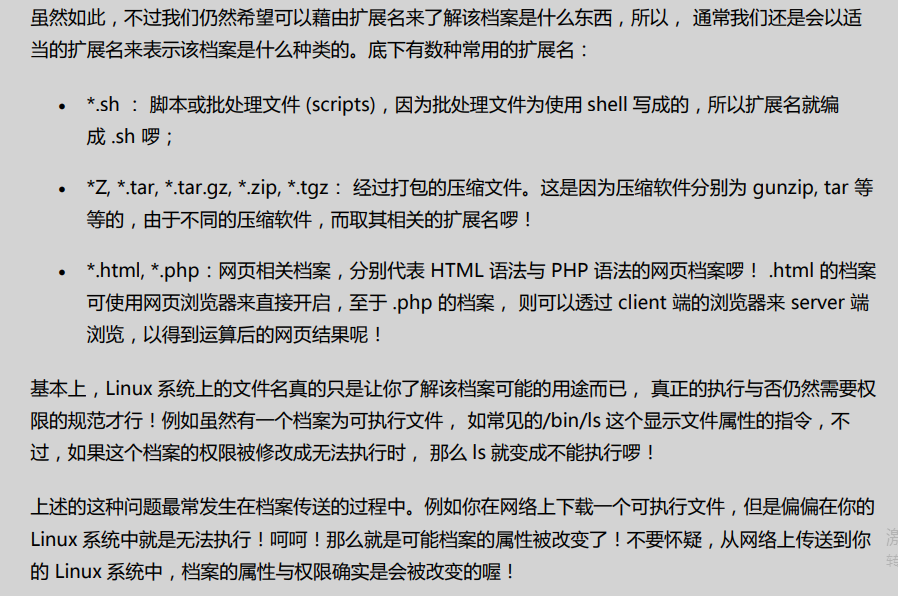 虽然如此，不过我们仍然希望可以藉由扩展名来了解该档案是什么东西，所以， 通常我们还是会以适
当的扩展名来表示该档案是什么种类的。底下有数种常用的扩展名：
• *.sh ： 脚本或批处理文件 (scripts)，因为批处理文件为使用 shell 写成的，所以扩展名就编
成 .sh 啰；
• *Z, *.tar, *.tar.gz, *.zip, *.tgz： 经过打包的压缩文件。这是因为压缩软件分别为 gunzip, tar 等
等的，由于不同的压缩软件，而取其相关的扩展名啰！
• *.html, *.php：网页相关档案，分别代表 HTML 语法与 PHP 语法的网页档案啰！ .html 的档案
可使用网页浏览器来直接开启，至于 .php 的档案， 则可以透过 client 端的浏览器来 server 端
浏览，以得到运算后的网页结果呢！
基本上，Linux 系统上的文件名真的只是让你了解该档案可能的用途而已， 真正的执行与否仍然需要权
限的规范才行！例如虽然有一个档案为可执行文件， 如常见的/bin/ls 这个显示文件属性的指令，不
过，如果这个档案的权限被修改成无法执行时， 那么 ls 就变成不能执行啰！
上述的这种问题最常发生在档案传送的过程中。例如你在网络上下载一个可执行文件，但是偏偏在你的
Linux 系统中就是无法执行！呵呵！那么就是可能档案的属性被改变了！不要怀疑，从网络上传送到你
的 Linux 系统中，档案的属性与权限确实是会被改变的喔！